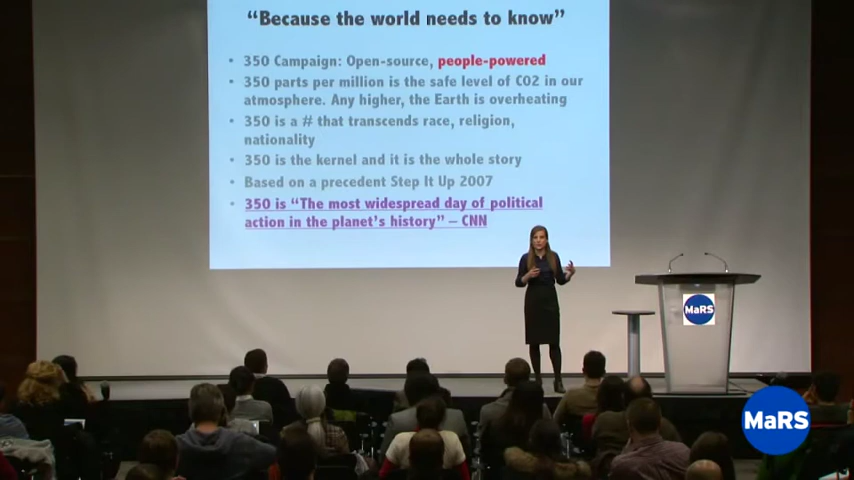 “Because the world needs to know”
• 350 Campaign: Open-source, people-powered
• 350 parts per million is the safe level of CO2 in our
atmosphere. Any higher, the Earth is overheating
• 350 is a # that transcends race, religion,
nationality
• 350 is the kernel and it is the whole story
• Based on a precedent Step It Up 2007
• 350 is “The most widespread day of political
action in the planet’s history” – CNN
MaRS
MaRS